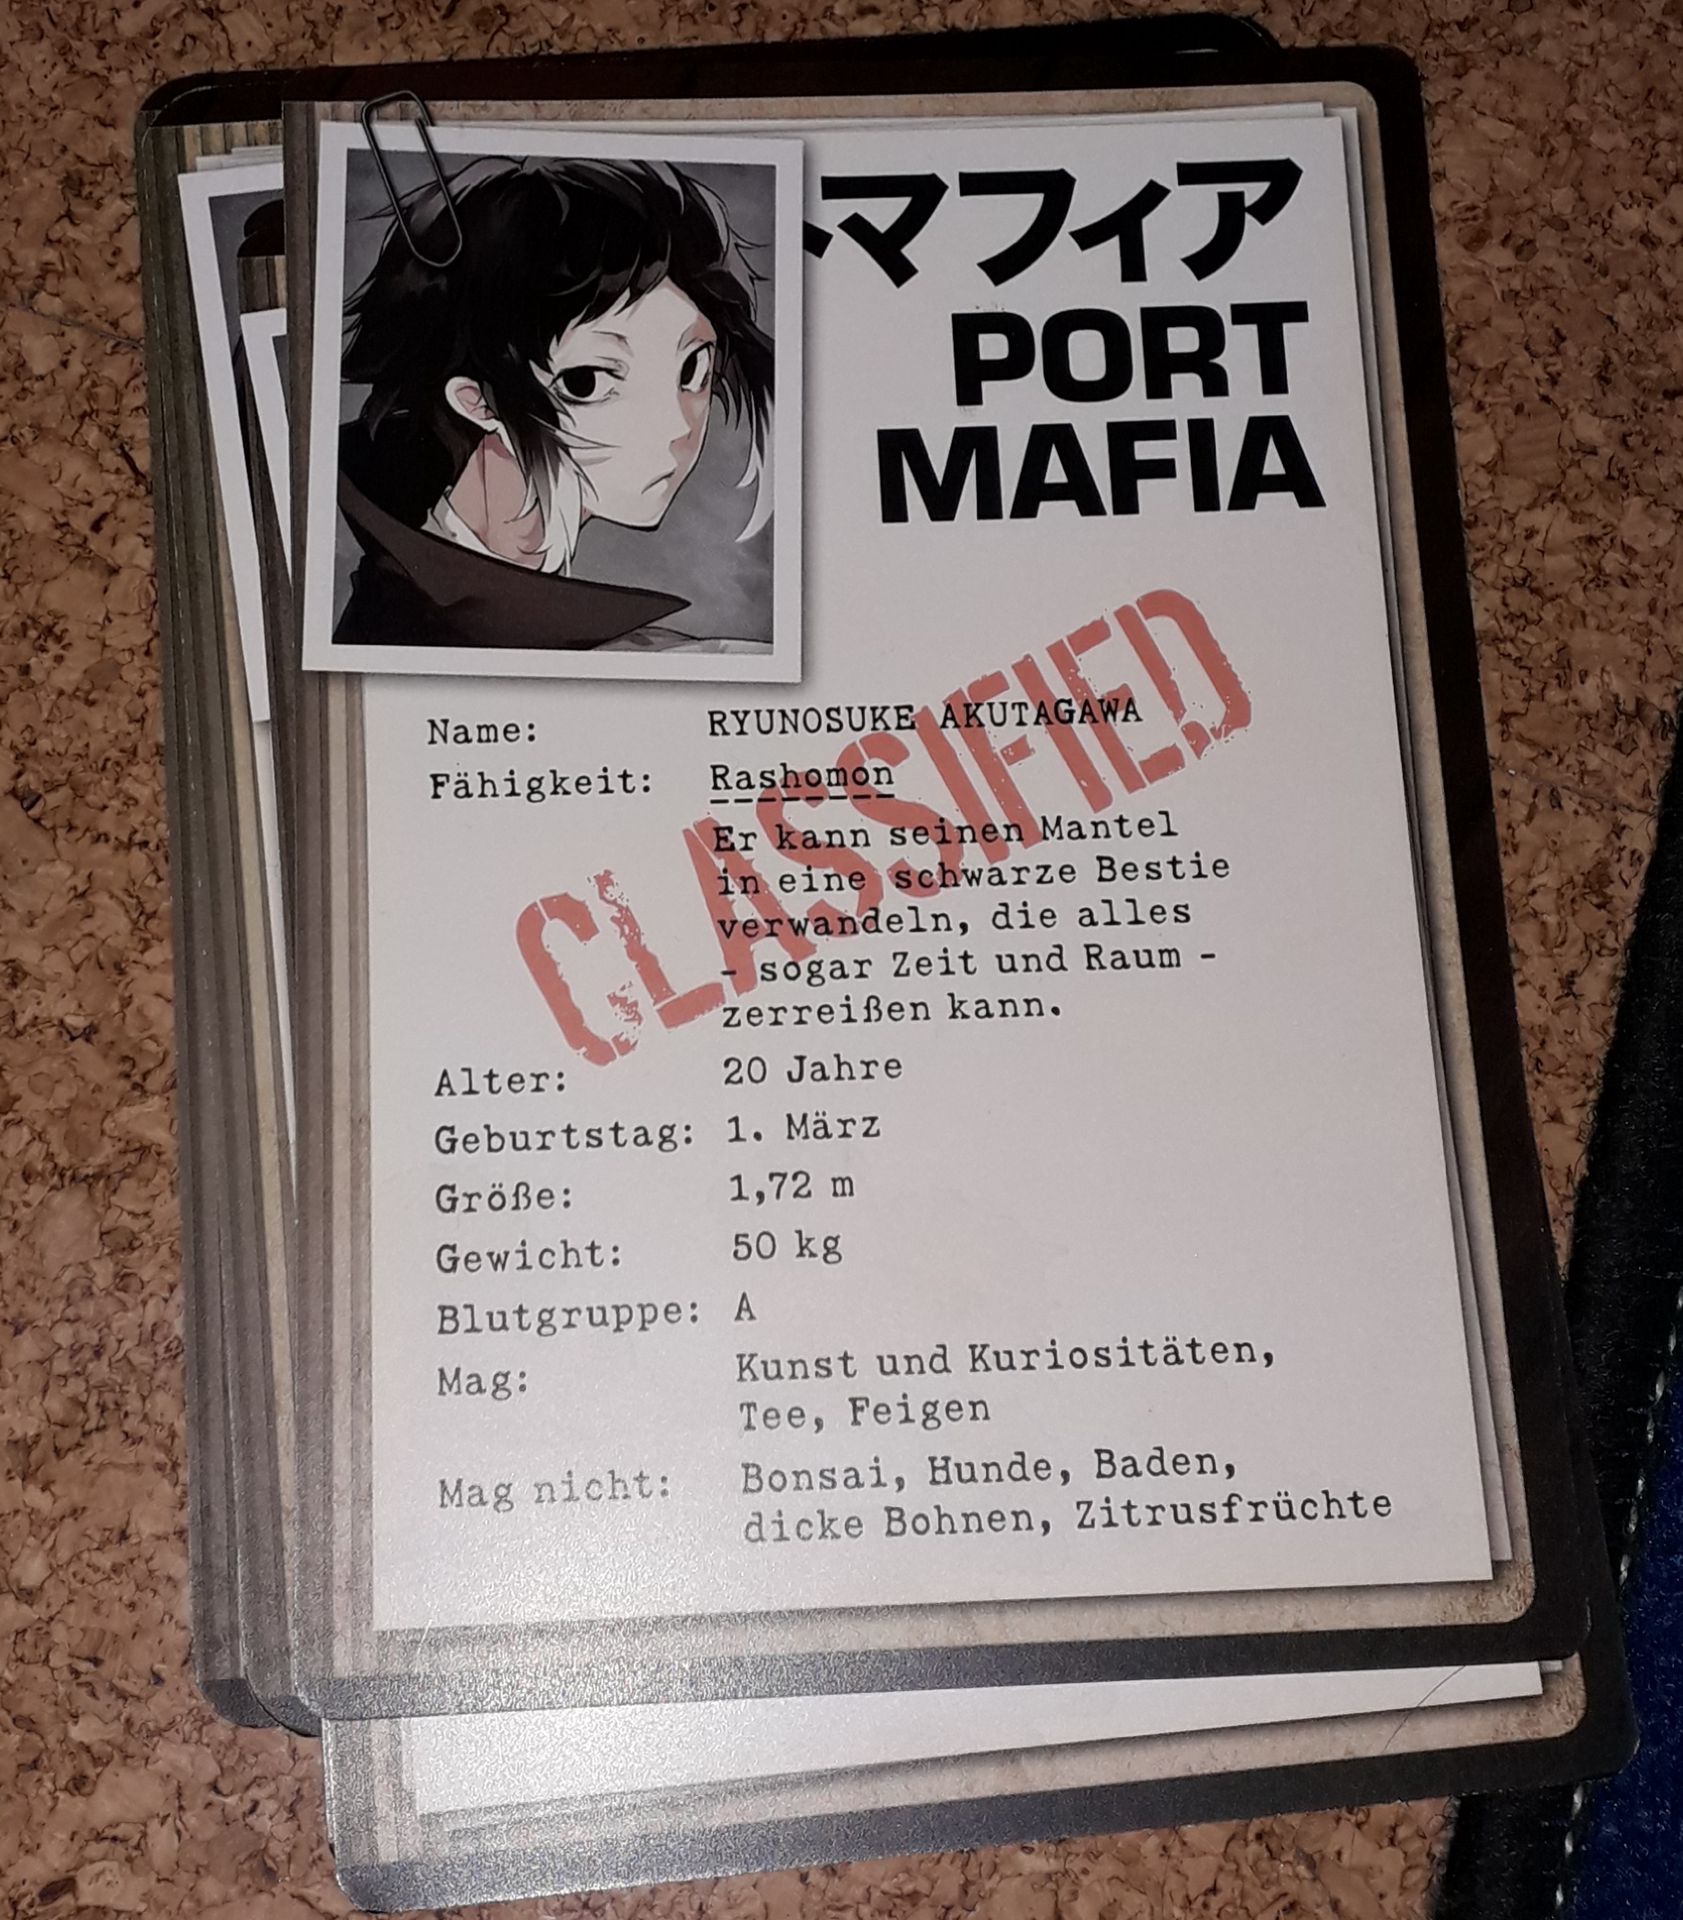 マフィア
PORT
MAFIA
CLASSIFIED
Name: RYUNOSUKE AKUTAGAWA
Fähigkeit: Rashomon
Er kann seinen Mantel
in eine schwarze Bestie
verwandeln, die alles
- sogar Zeit und Raum -
zerreißen kann.
Alter: 20 Jahre
Geburtstag: 1. März
Größe: 1,72 m
Gewicht: 50 kg
Blutgruppe: A
Mag: Kunst und Kuriositäten,
Tee, Feigen
Mag nicht: Bonsai, Hunde, Baden,
dicke Bohnen, Zitrusfrüchte